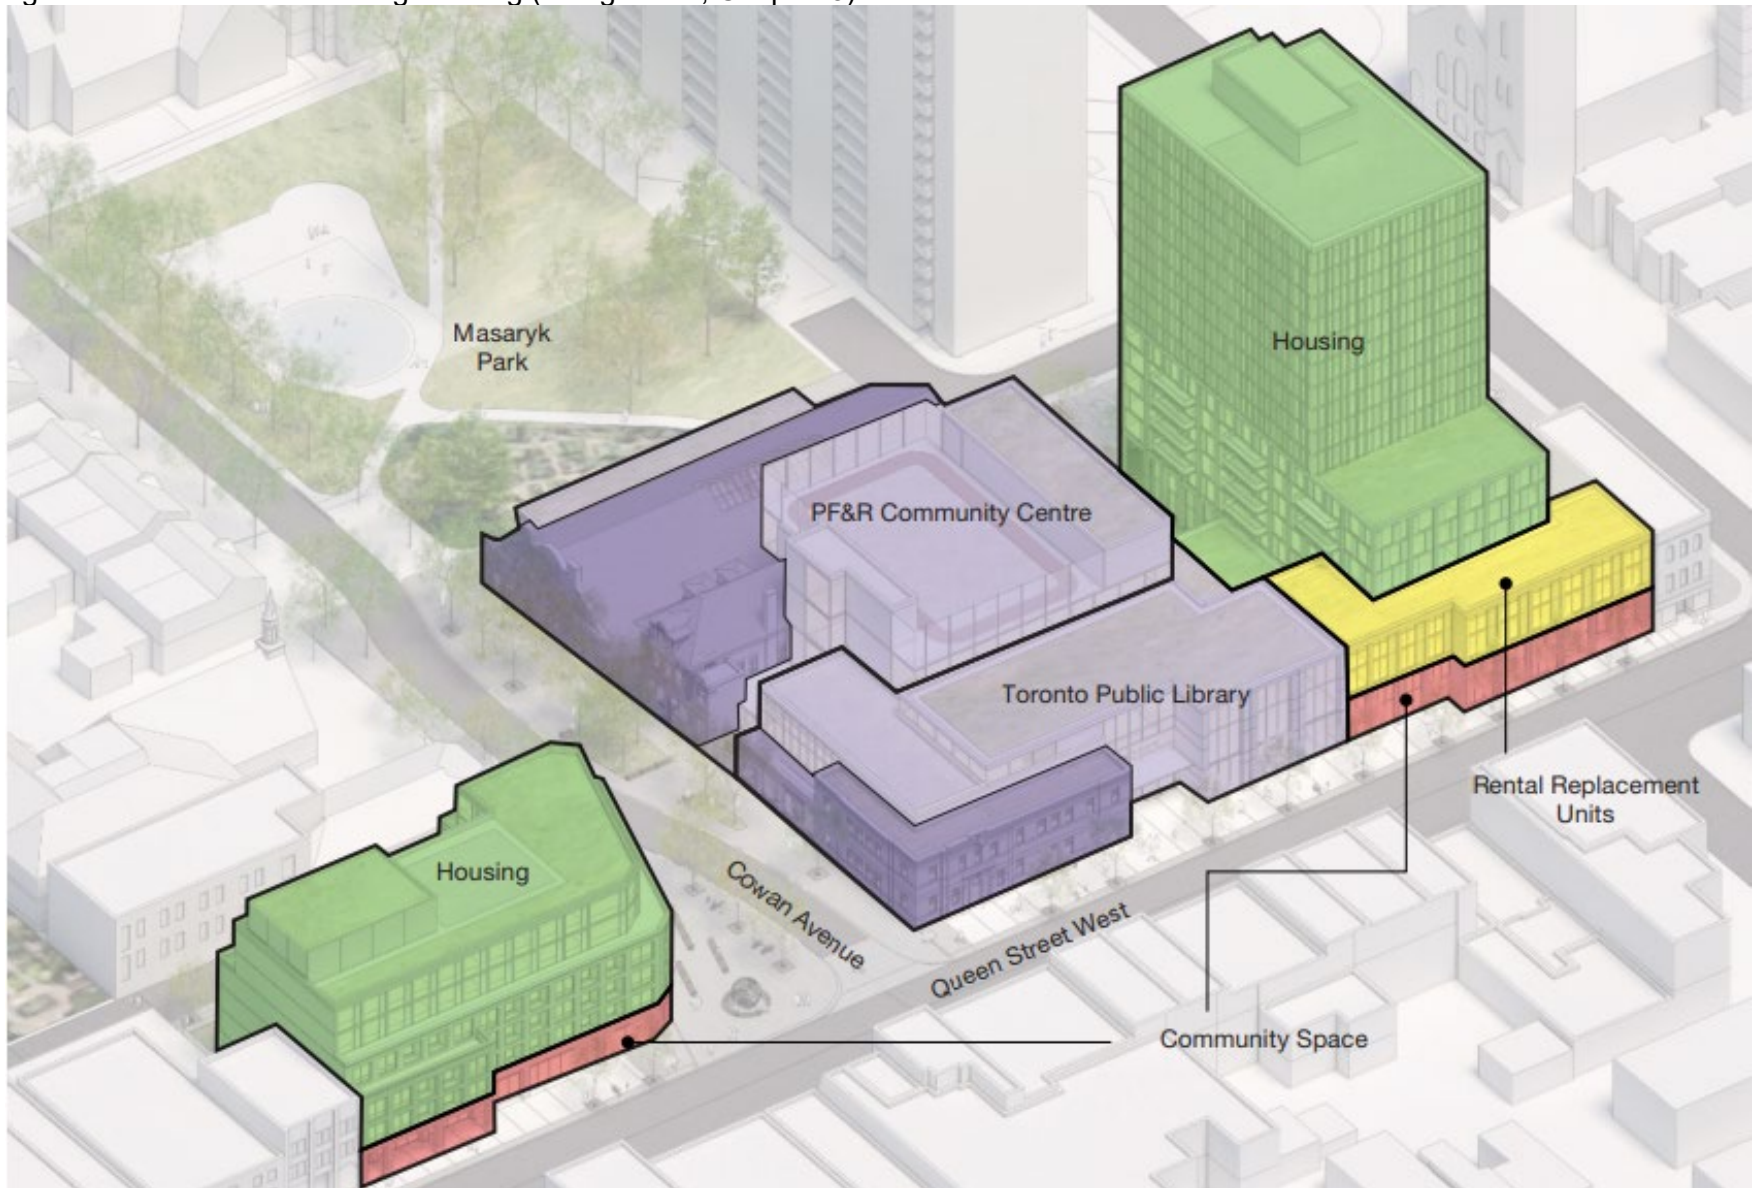 Masaryk
Park
Housing
PF&R Community Centre
Toronto Public Library
Rental Replacement
Units
Housing
Cowan Avenue
Queen Street West
Community Space